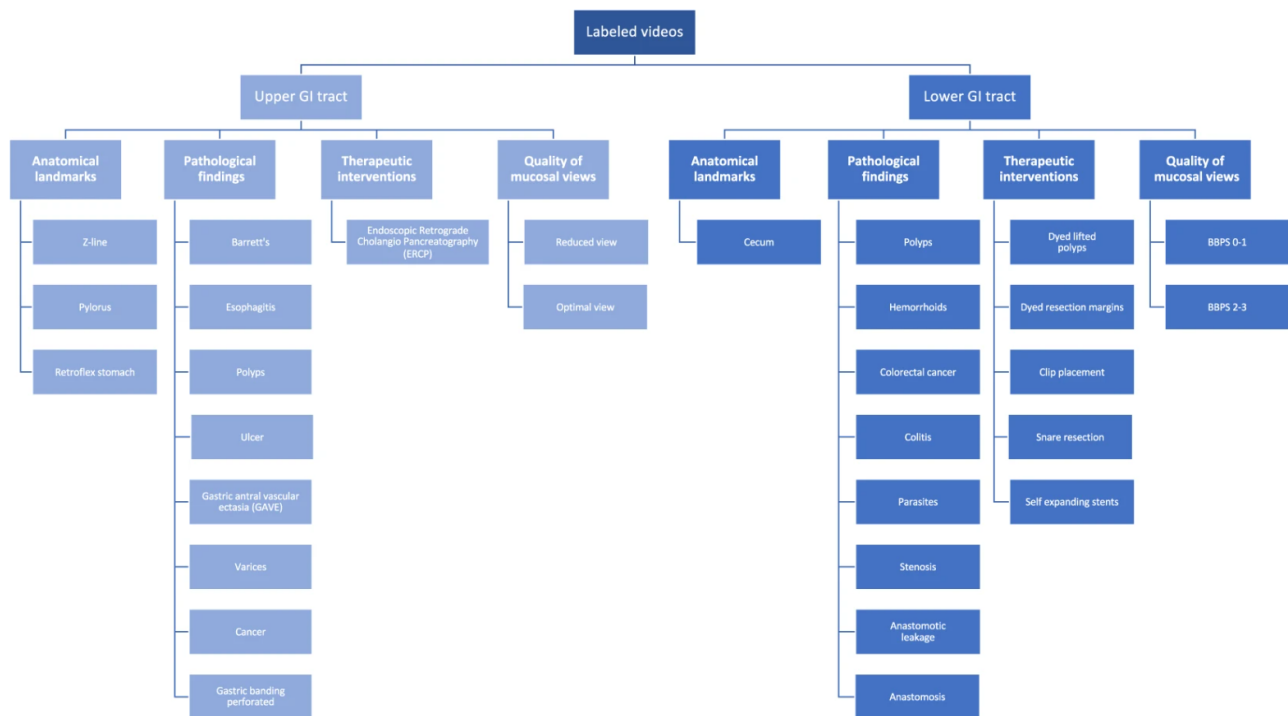 Labeled videos
Upper GI tract
Lower GI tract
Anatomical
landmarks
Z-line
Pylorus
Retroflex stomach
Pathological
findings
Barrett's
Esophagitis
Polyps
Ulcer
Gastric antral vascular
ectasia (GAVE)
Varices
Cancer
Gastric banding
perforated
Therapeutic
interventions
Endoscopic Retrograde
Cholangio Pancreatography
(ERCP)
Quality of
mucosal views
Reduced view
Optimal view
Anatomical
landmarks
Cecum
Pathological
findings
Polyps
Hemorrhoids
Colorectal cancer
Colitis
Parasites
Stenosis
Anastomotic
leakage
Anastomosis
Therapeutic
interventions
Dyed lifted
polyps
Dyed resection margins
Clip placement
Snare resection
Self expanding stents
Quality of
mucosal views
BBPS 0-1
BBPS 2-3